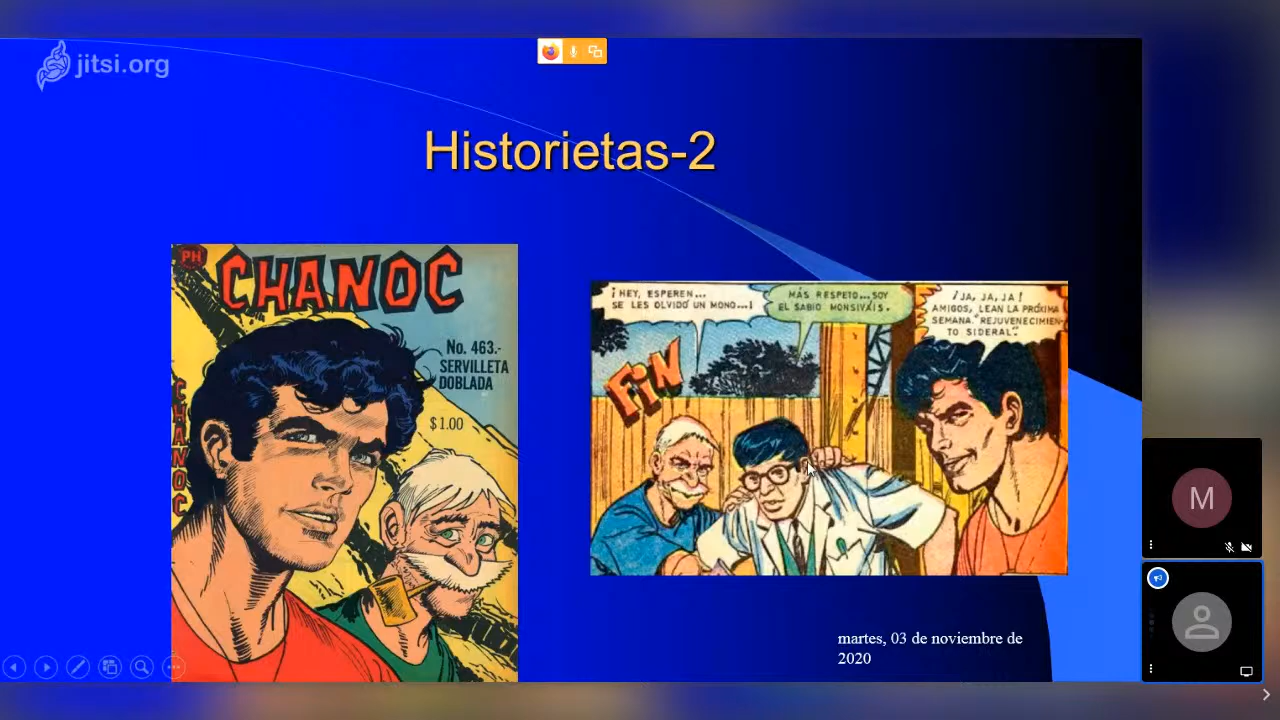 jitsi.org
Historietas-2
PH
CHANOC
No. 463.-
SERVILLETA
DOBLADA
$1.00
CHANOC
¡HEY, ESPEREN...
SE LES OLVIDO UN MONO...!
MÁS RESPETO...SOY
EL SABIO MONSIVÁIS.
¡JA, JA, JA!
AMIGOS, LEAN LA PRÓXIMA
SEMANA: "REJUVENECIMIEN-
TO SIDERAL".
FIN
martes, 03 de noviembre de
2020
M